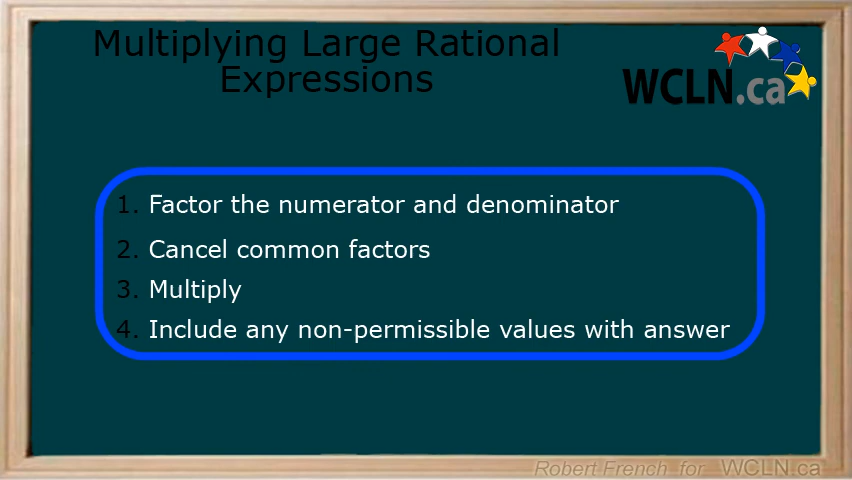 Multiplying Large Rational
Expressions
WCLN.ca
1. Factor the numerator and denominator
2. Cancel common factors
3. Multiply
4. Include any non-permissible values with answer
Robert French for WCLN.ca